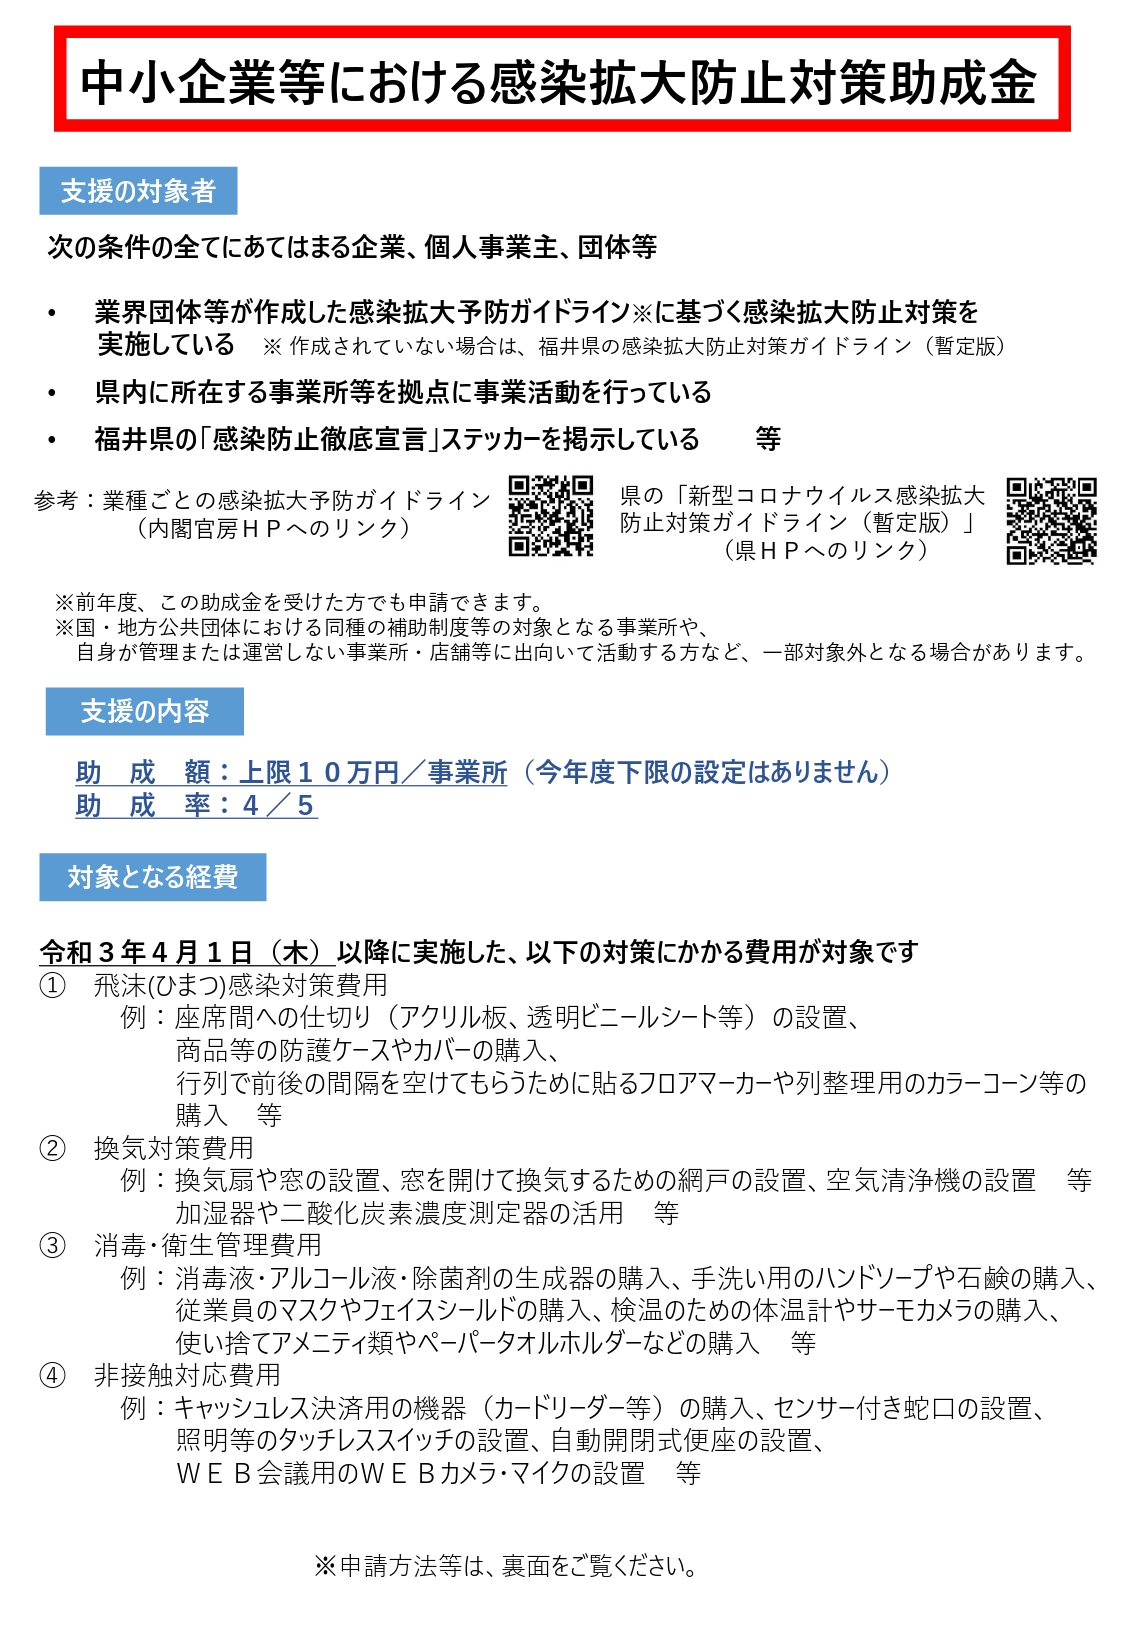 中小企業等における感染拡大防止対策助成金
支援の対象者
次の条件の全てにあてはまる企業、個人事業主、団体等
• 業界団体等が作成した感染拡大予防ガイドライン※に基づく感染拡大防止対策を
実施している ※ 作成されていない場合は、福井県の感染拡大防止対策ガイドライン（暫定版）
• 県内に所在する事業所等を拠点に事業活動を行っている
• 福井県の「感染防止徹底宣言」ステッカーを掲示している 等
参考：業種ごとの感染拡大予防ガイドライン
（内閣官房ＨＰへのリンク）
県の「新型コロナウイルス感染拡大
防止対策ガイドライン（暫定版）」
（県ＨＰへのリンク）
※前年度、この助成金を受けた方でも申請できます。
※国・地方公共団体における同種の補助制度等の対象となる事業所や、
自身が管理または運営しない事業所・店舗等に出向いて活動する方など、一部対象外となる場合があります。
支援の内容
助 成 額：上限１０万円／事業所（今年度下限の設定はありません）
助 成 率：４／５
対象となる経費
令和３年４月１日（木）以降に実施した、以下の対策にかかる費用が対象です
① 飛沫(ひまつ)感染対策費用
例：座席間への仕切り（アクリル板、透明ビニールシート等）の設置、
商品等の防護ケースやカバーの購入、
行列で前後の間隔を空けてもらうために貼るフロアマーカーや列整理用のカラーコーン等の
購入 等
② 換気対策費用
例：換気扇や窓の設置、窓を開けて換気するための網戸の設置、空気清浄機の設置 等
加湿器や二酸化炭素濃度測定器の活用 等
③ 消毒・衛生管理費用
例：消毒液・アルコール液・除菌剤の生成器の購入、手洗い用のハンドソープや石鹸の購入、
従業員のマスクやフェイスシールドの購入、検温のための体温計やサーモカメラの購入、
使い捨てアメニティ類やペーパータオルホルダーなどの購入 等
④ 非接触対応費用
例：キャッシュレス決済用の機器（カードリーダー等）の購入、センサー付き蛇口の設置、
照明等のタッチレススイッチの設置、自動開閉式便座の設置、
ＷＥＢ会議用のＷＥＢカメラ・マイクの設置 等
※申請方法等は、裏面をご覧ください。